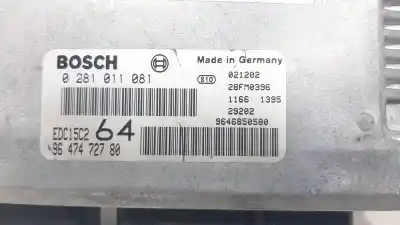 BOSCH
Made in Germany
0 281 011 081
e10
021202
28FM0396
1166 1395
29202
9646850580
EDC15C2 64
96 474 727 80